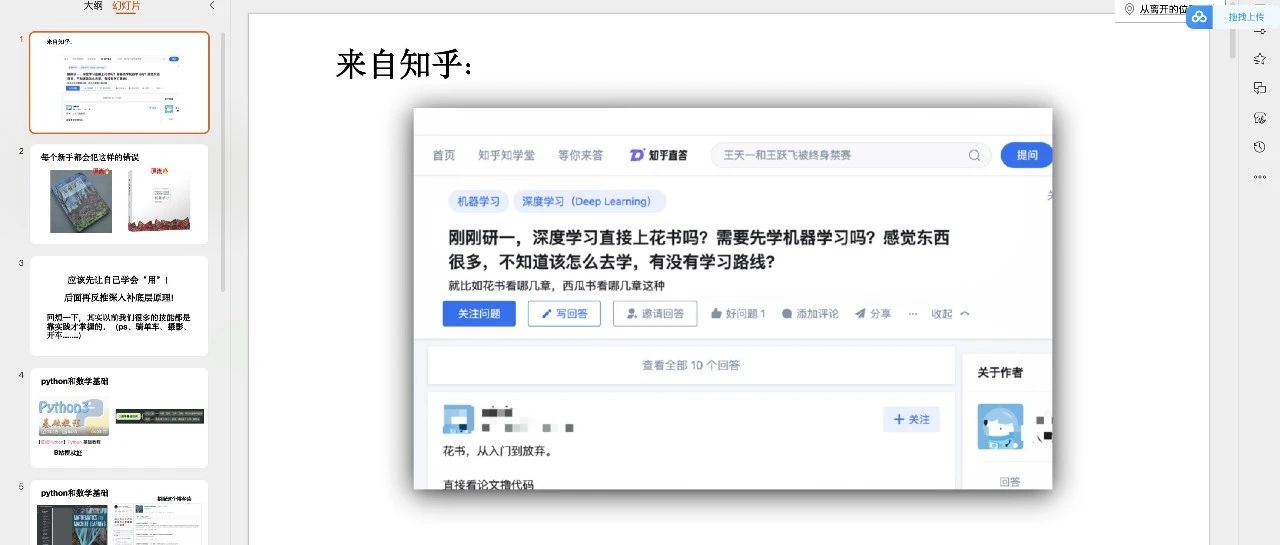 大纲 幻灯片
从离开的位
拖拽上传
1
来自知乎:
2
每个新手都会犯这样的错误
3
应该先让自己学会“用”！
后面再反推深入补底层原理!
回想一下，其实以前我们很多的技能都是
靠实践才掌握的。（ps、骑单车、摄影、
开车........）
4
python和数学基础
Python3
基础教程
B站搜就好
5
python和数学基础
来自知乎:
首页 知乎知学堂 等你来答 知乎直答 王天一和王跃飞被终身禁赛 提问
机器学习 深度学习（Deep Learning）
刚刚研一，深度学习直接上花书吗？需要先学机器学习吗？感觉东西
很多，不知道该怎么去学，有没有学习路线？
就比如花书看哪几章，西瓜书看哪几章这种
关注问题 写回答 邀请回答 好问题 1 添加评论 分享 ··· 收起
查看全部 10 个回答
关于作者
+ 关注
花书，从入门到放弃。
回答
直接看论文撸代码